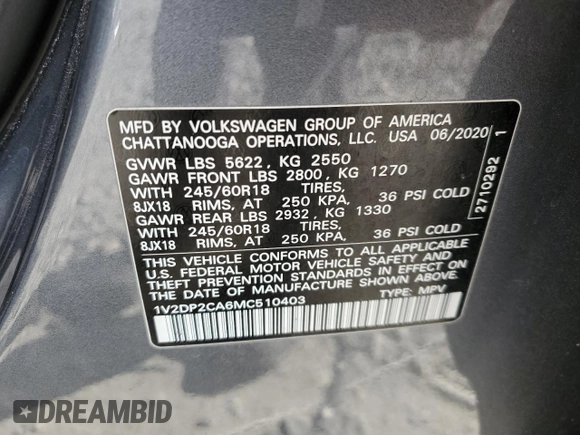 MFD BY VOLKSWAGEN GROUP OF AMERICA
CHATTANOOGA OPERATIONS, LLC. USA 06/2020
GVWR LBS 5622, KG 2550
GAWR FRONT LBS 2800, KG 1270
WITH 245/60R18 TIRES,
8JX18 RIMS, AT 250 KPA, 36 PSI COLD
GAWR REAR LBS 2932, KG 1330
WITH 245/60R18 TIRES,
8JX18 RIMS, AT 250 KPA, 36 PSI COLD
THIS VEHICLE CONFORMS TO ALL APPLICABLE
U.S. FEDERAL MOTOR VEHICLE SAFETY AND
THEFT PREVENTION STANDARDS IN EFFECT ON
THE DATE OF MANUFACTURE SHOWN ABOVE.
1V2DP2CA6MC510403 TYPE: MPV
2710292 1
DREAMBID